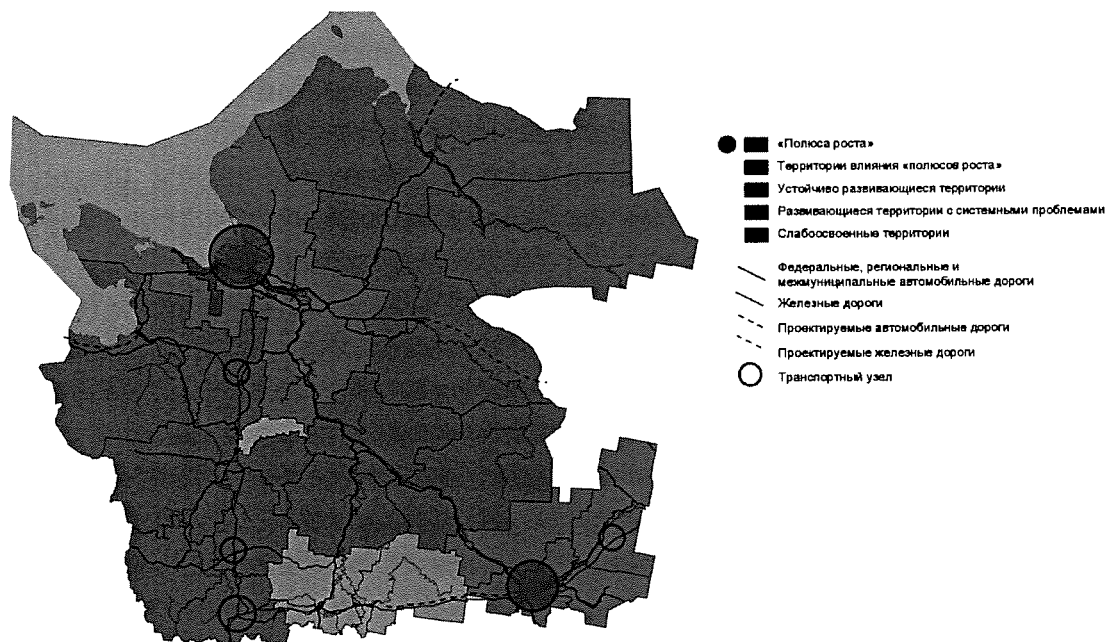 «Полюса роста»
Территории влияния «полюсов роста»
Устойчиво развивающиеся территории
Развивающиеся территории с системными проблемами
Слабоосвоенные территории
Федеральные, региональные и
межмуниципальные автомобильные дороги
Железные дороги
Проектируемые автомобильные дороги
Проектируемые железные дороги
Транспортный узел